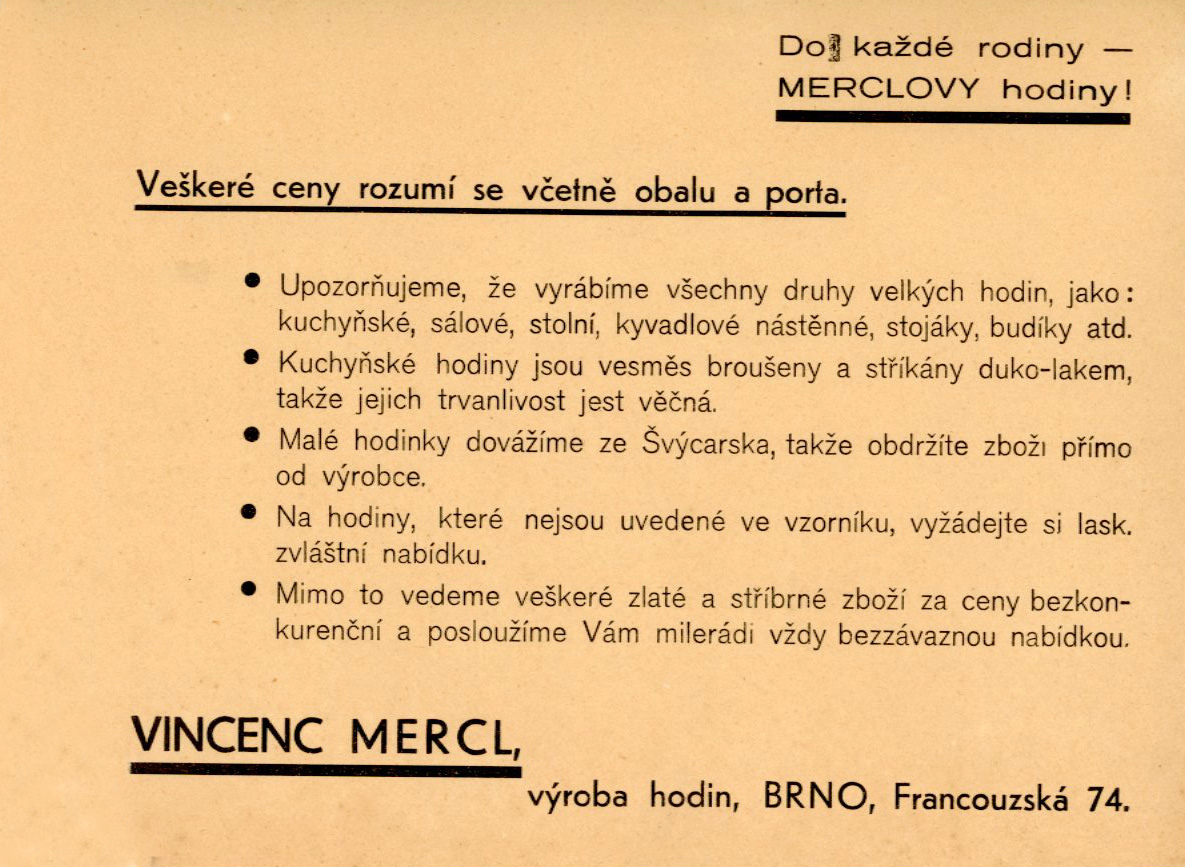 Do každé rodiny —
MERCLOVY hodiny!
Veškeré ceny rozumí se včetně obalu a porta.
● Upozorňujeme, že vyrábíme všechny druhy velkých hodin, jako:
kuchyňské, sálové, stolní, kyvadlové nástěnné, stojáky, budíky atd.
● Kuchyňské hodiny jsou vesměs broušeny a stříkány duko-lakem,
takže jejich trvanlivost jest věčná.
● Malé hodinky dovážíme ze Švýcarska, takže obdržíte zboži přímo
od výrobce.
● Na hodiny, které nejsou uvedené ve vzorníku, vyžádejte si lask.
zvláštní nabídku.
● Mimo to vedeme veškeré zlaté a stříbrné zboží za ceny bezkon-
kurenční a posloužíme Vám milerádi vždy bezzávaznou nabídkou.
VINCENC MERCL,
výroba hodin, BRNO, Francouzská 74.